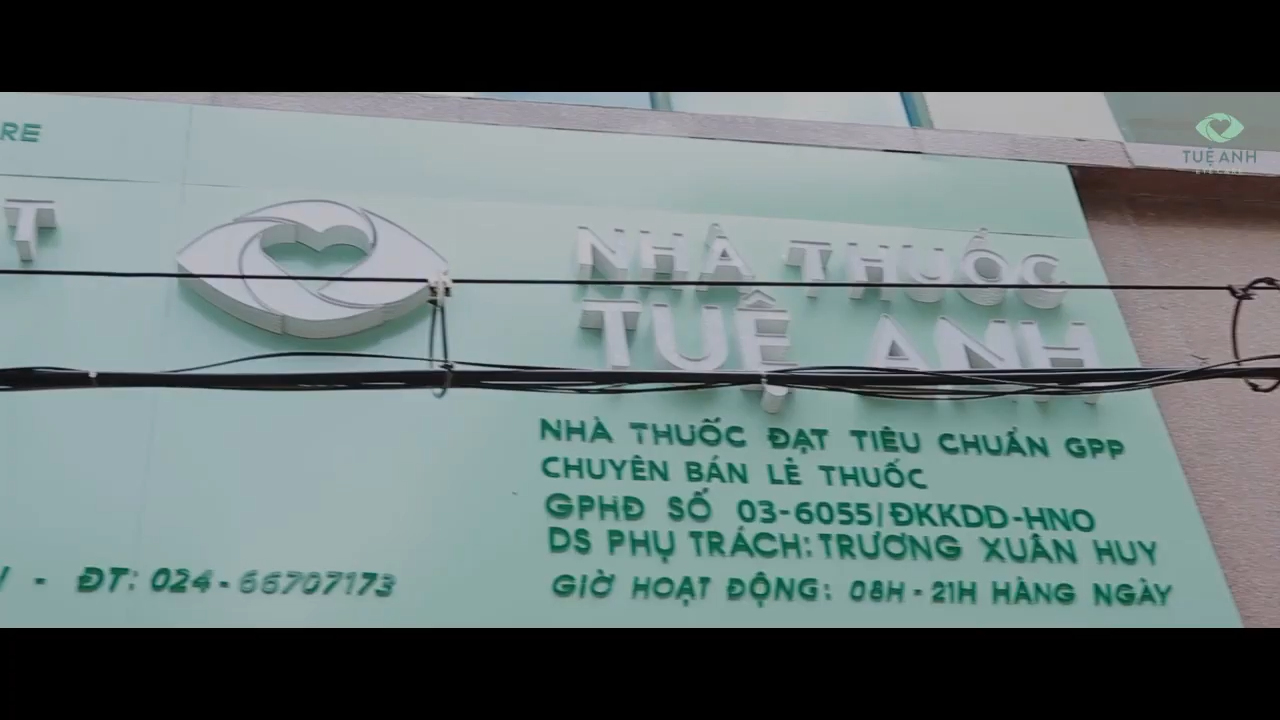 RE
T
NHÀ THUỐC
TUỆ ANH
NHÀ THUỐC ĐẠT TIÊU CHUẨN GPP
CHUYÊN BÁN LẺ THUỐC
GPHĐ SỐ 03-6055/ĐKKDD-HNO
DS PHỤ TRÁCH: TRƯƠNG XUÂN HUY
GIỜ HOẠT ĐỘNG: 08H - 21H HÀNG NGÀY
- ĐT: 024 - 66707173
TUỆ ANH